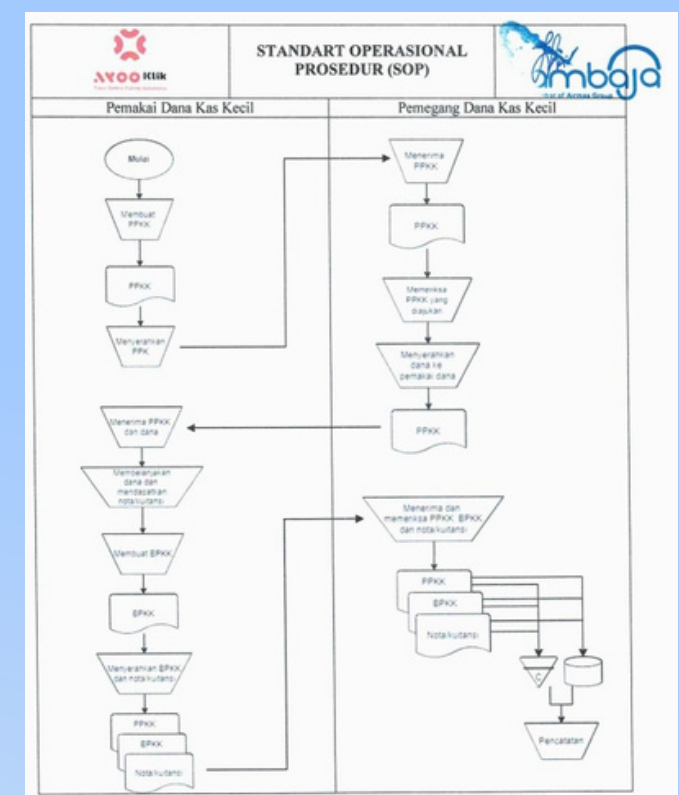 AYOO Klik
STANDART OPERASIONAL
PROSEDUR (SOP)
ambaja
Pemakai Dana Kas Kecil
Pemegang Dana Kas Kecil
Mulai
Membuat
PPKK
PPKK
Menyerahkan
PPK
Menerima
PPKK
PPKK
Memeriksa
PPKK yang
diajukan
Menyerahkan
dana ke
pemakai dana
PPKK
Menerima PPKK
dan dana
Membelanjakan
dana dan
mendapatkan
nota/kuitansi
Membuat BPKK
BPKK
Menyerahkan BPKK
dan nota/kuitansi
PPKK
BPKK
Nota/kuitansi
Menerima dan
memeriksa PPKK, BPKK
dan nota/kuitansi
PPKK
BPKK
Nota/kuitansi
C
Pencatatan